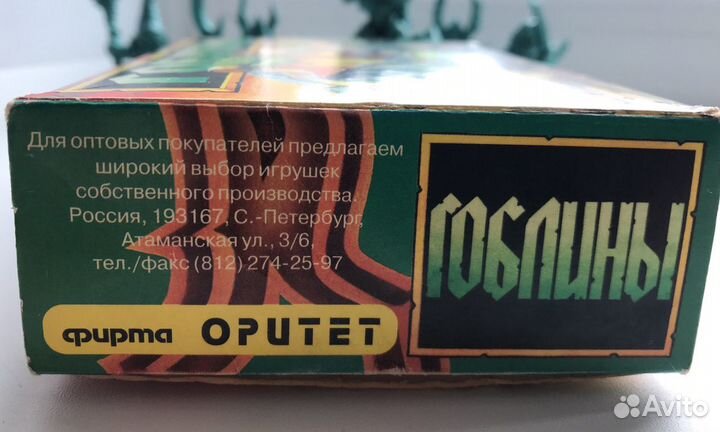 Для оптовых покупателей предлагаем
широкий выбор игрушек
собственного производства.
Россия, 193167, С.-Петербург,
Атаманская ул., 3/6,
тел./факс (812) 274-25-97
фирта ОРИТЕТ
ГОБЛИНЫ
Avito